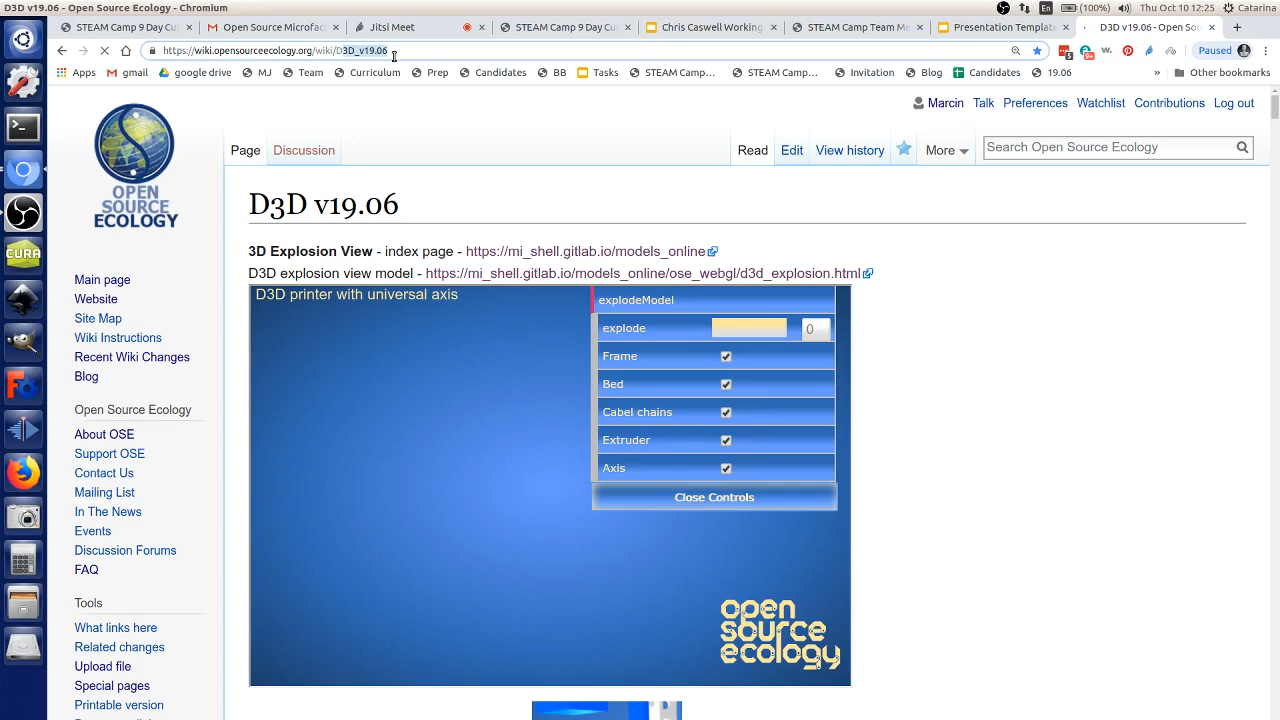 D3D v19.06 - Open Source Ecology - Chromium
(100%) Thu Oct 10 12:25 Catarina
STEAM Camp 9 Day Cu
Open Source Microfac
Jitsi Meet
STEAM Camp 9 Day Cu
Chris Castell Very Long
STEAM Camp Team Me
Presentation Template
D3D v19.06 - Open Sou
https://wiki.opensourceecology.org/wiki/D3D_v19.06
Paused
Apps gmail google drive MJ Team Curriculum Prep Candidates BB Tasks STEAM Camp... STEAM Camp... Invitation Blog Candidates 19.06 » Other bookmarks
Marcin Talk Preferences Watchlist Contributions Log out
Page Discussion Read Edit View history More Search Open Source Ecology
OPEN
SOURCE
ECOLOGY
Main page
Website
Site Map
Wiki Instructions
Recent Wiki Changes
Blog
Open Source Ecology
About OSE
Support OSE
Contact Us
Mailing List
In The News
Events
Discussion Forums
FAQ
Tools
What links here
Related changes
Upload file
Special pages
Printable version
D3D v19.06
3D Explosion View - index page - https://mi_shell.gitlab.io/models_online
D3D explosion view model - https://mi_shell.gitlab.io/models_online/ose_webgl/d3d_explosion.html
D3D printer with universal axis
explodeModel
explode 0
Frame
Bed
Cabel chains
Extruder
Axis
Close Controls
open
source
ecology
CURA